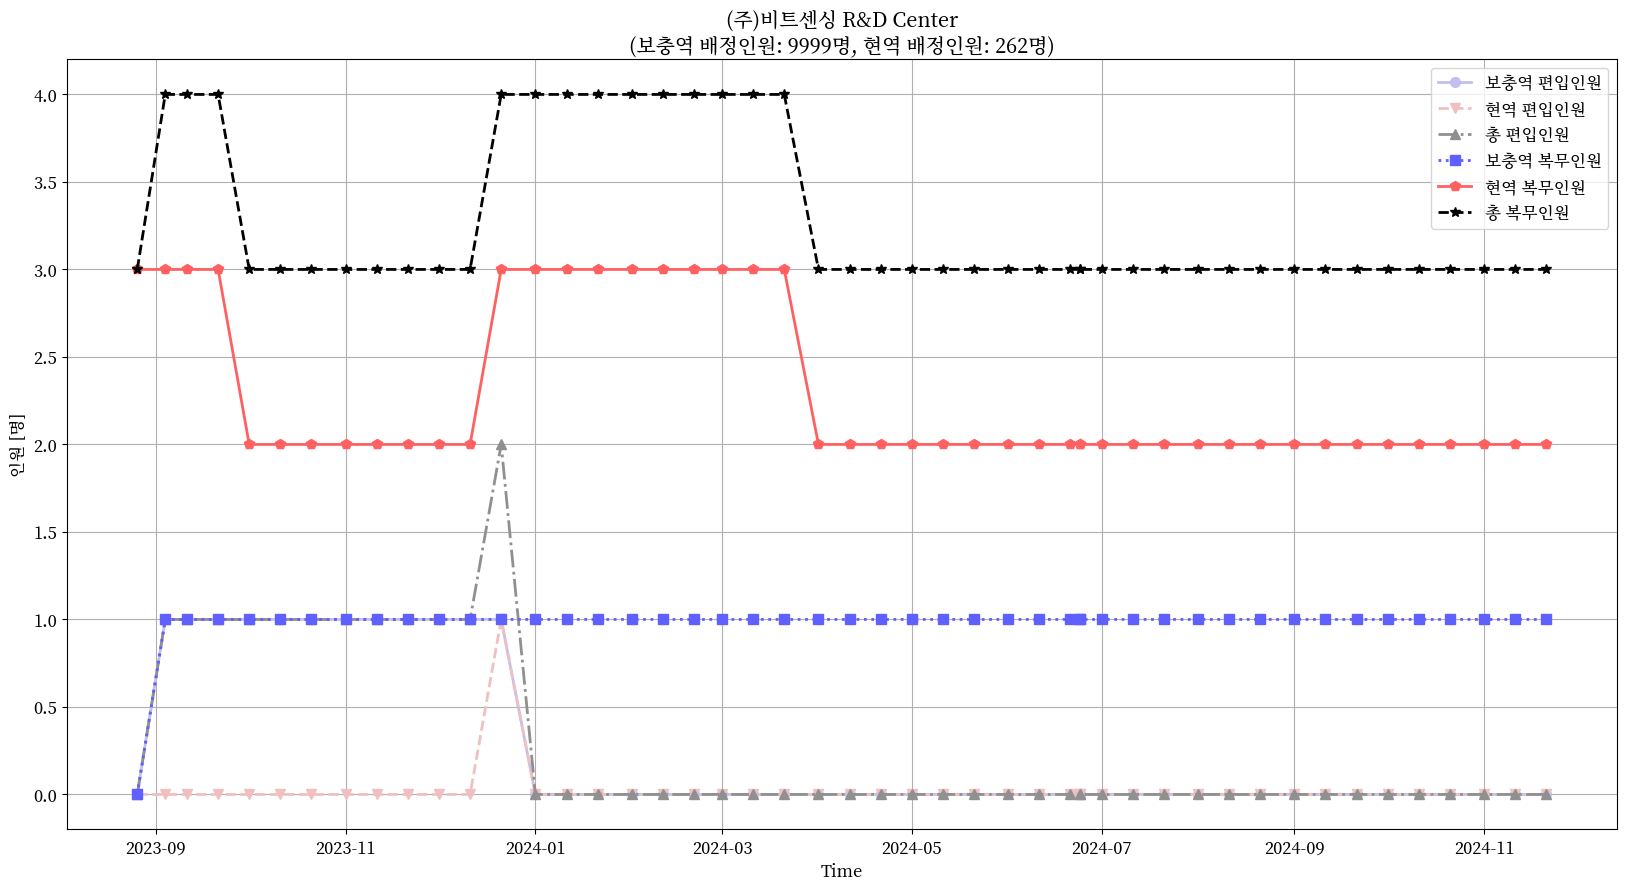 (주)비트센싱 R&D Center
(보충역 배정인원: 9999명, 현역 배정인원: 262명)
보충역 편입인원
현역 편입인원
총 편입인원
보충역 복무인원
현역 복무인원
총 복무인원
인원 [명]
4.0
3.5
3.0
2.5
2.0
1.5
1.0
0.5
0.0
2023-09 2023-11 2024-01 2024-03 2024-05 2024-07 2024-09 2024-11
Time